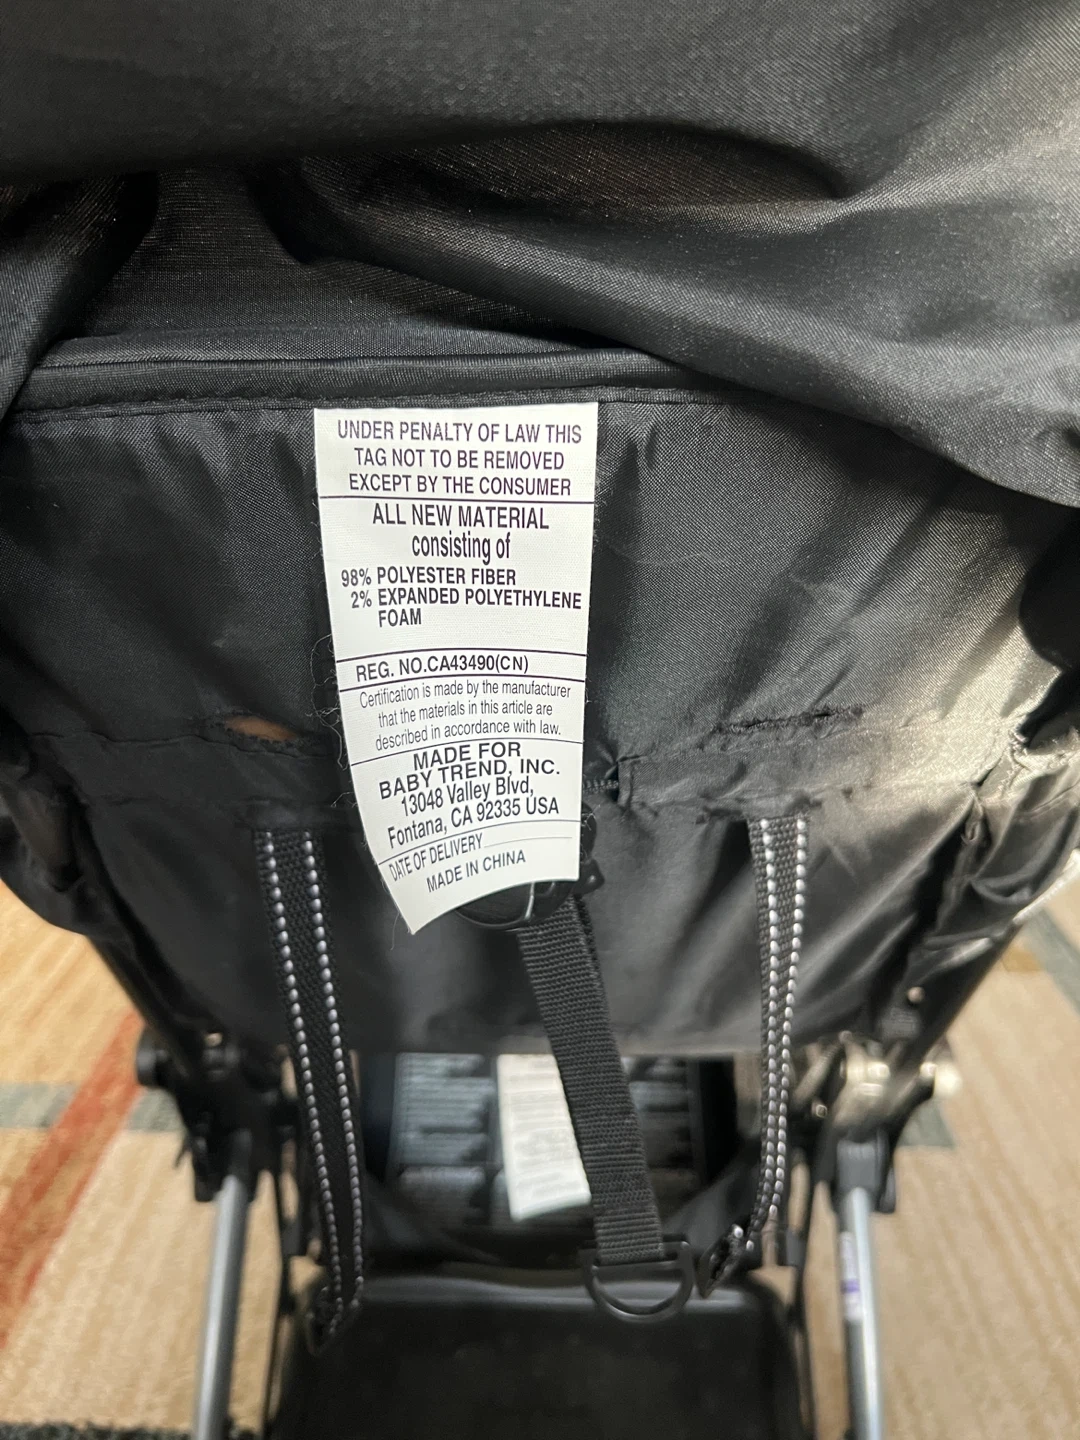 UNDER PENALTY OF LAW THIS
TAG NOT TO BE REMOVED
EXCEPT BY THE CONSUMER
ALL NEW MATERIAL
consisting of
98% POLYESTER FIBER
2% EXPANDED POLYETHYLENE
FOAM
REG. NO.CA43490(CN)
Certification is made by the manufacturer
that the materials in this article are
described in accordance with law.
MADE FOR
BABY TREND, INC.
13048 Valley Blvd,
Fontana, CA 92335 USA
DATE OF DELIVERY
MADE IN CHINA